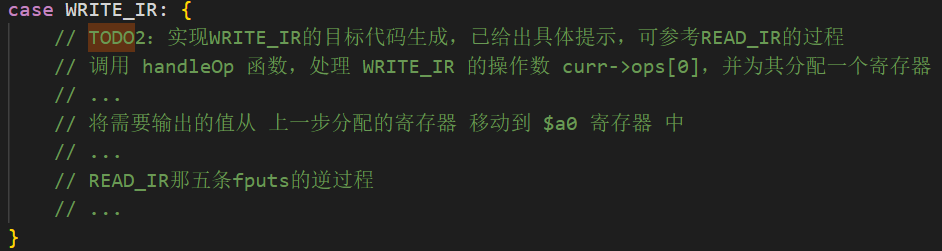 case WRITE_IR: {
// TODO2：实现WRITE_IR的目标代码生成，已给出具体提示，可参考READ_IR的过程
// 调用 handleOp 函数，处理 WRITE_IR 的操作数 curr->ops[0]，并为其分配一个寄存器
// ...
// 将需要输出的值从 上一步分配的寄存器 移动到 $a0 寄存器 中
// ...
// READ_IR那五条fputs的逆过程
// ...
}